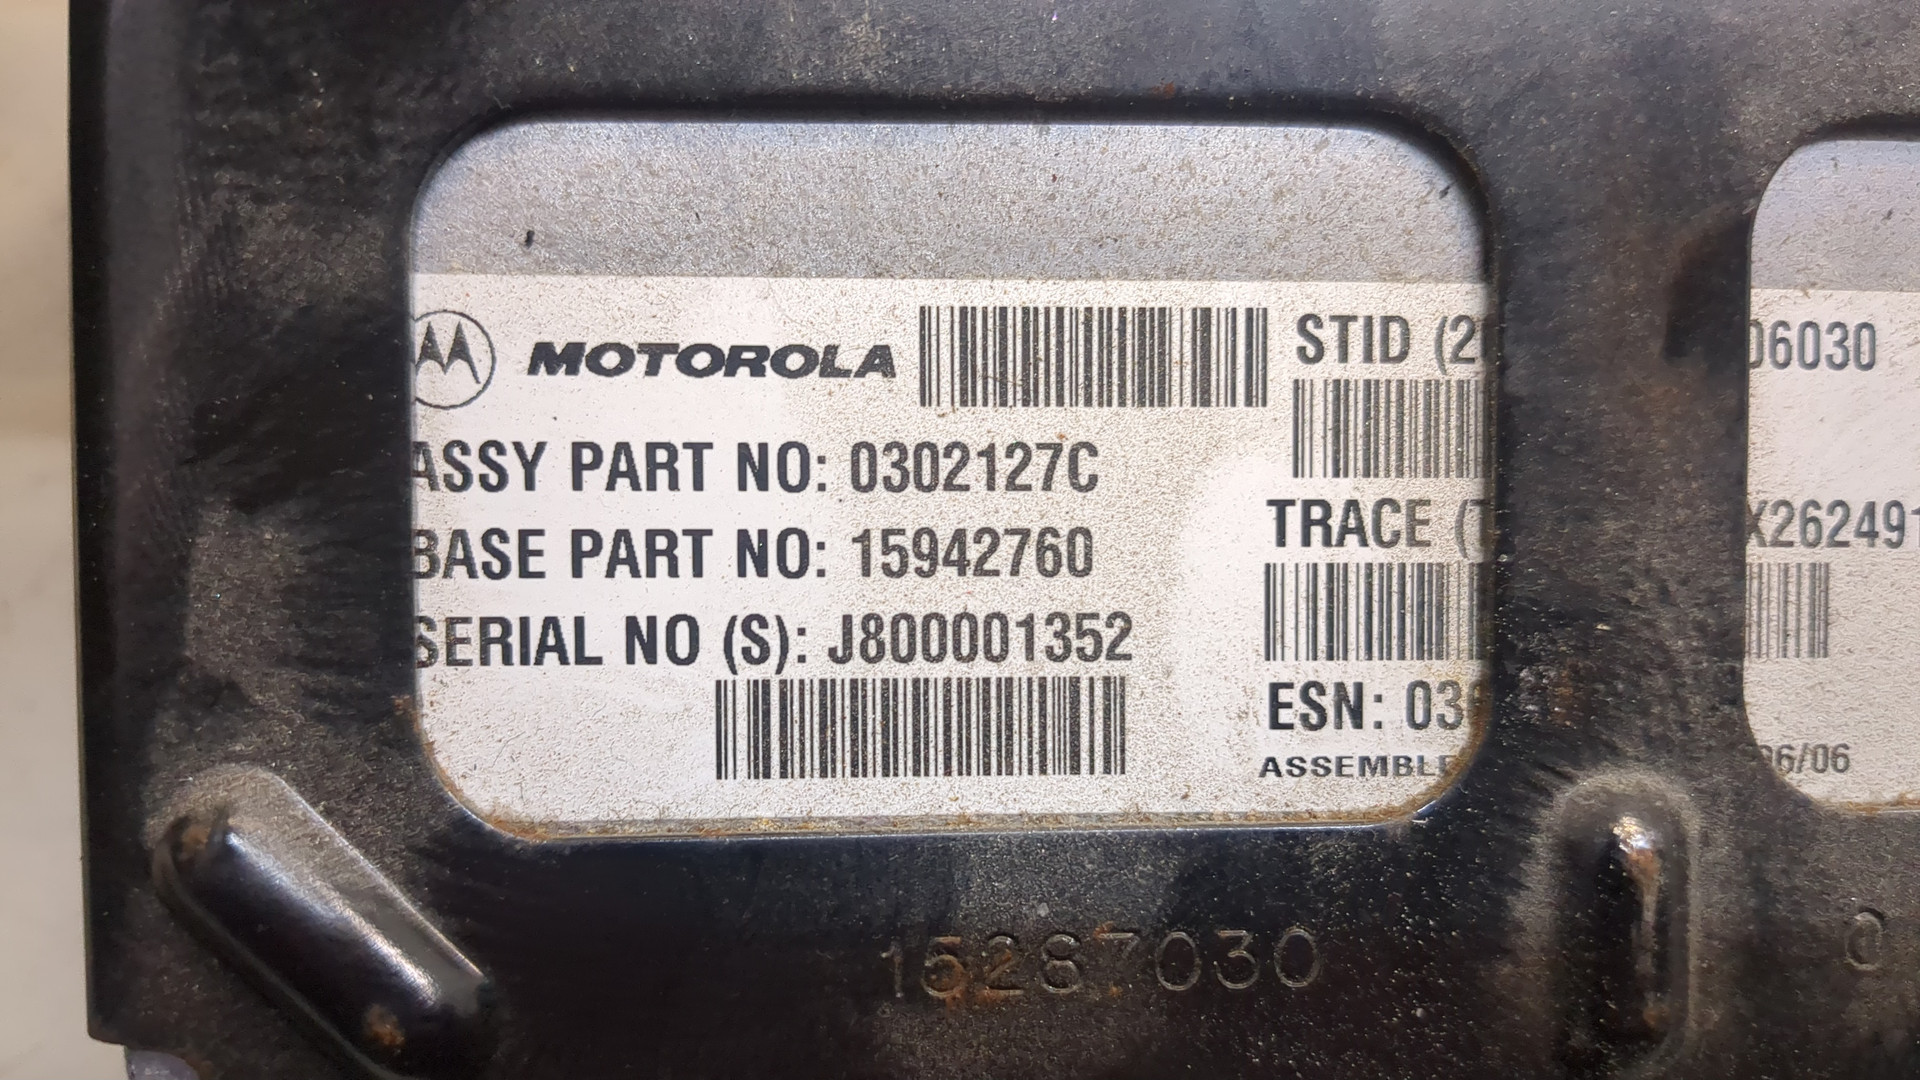 MOTOROLA
ASSY PART NO: 0302127C
BASE PART NO: 15942760
SERIAL NO (S): J800001352
STID (2
TRACE (T
ESN: 03
ASSEMBLE
06030
X262491
06/06
15287030
0